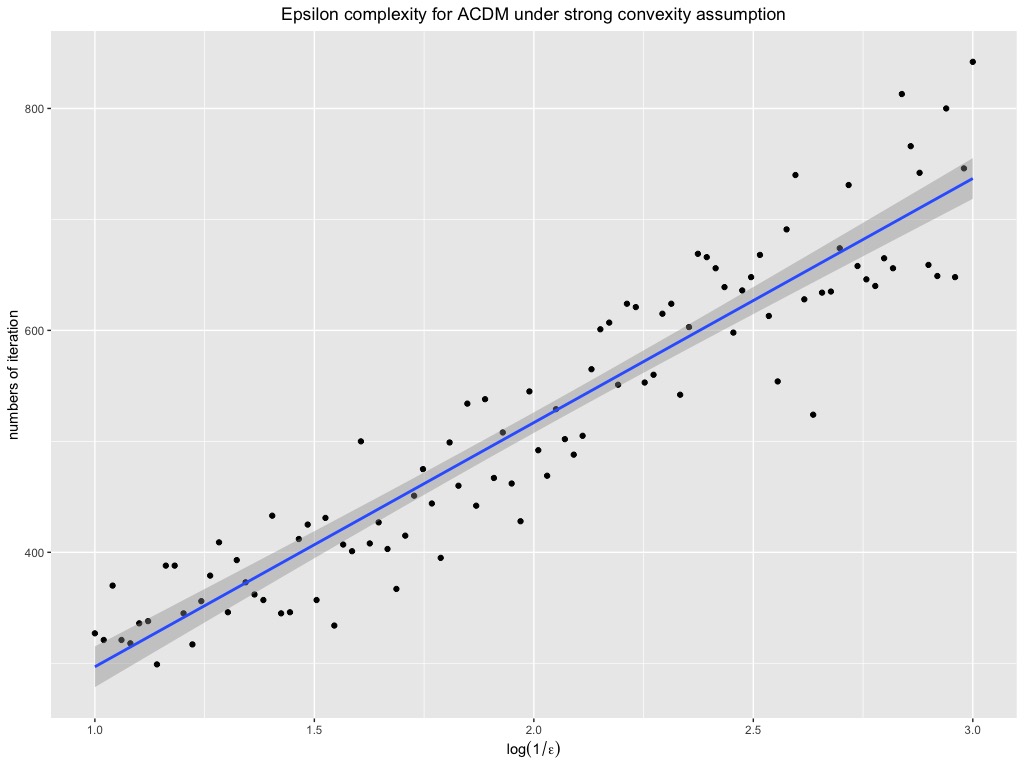 Epsilon complexity for ACDM under strong convexity assumption
numbers of iteration
800
600
400
1.0 1.5 2.0 2.5 3.0
log(1/ε)